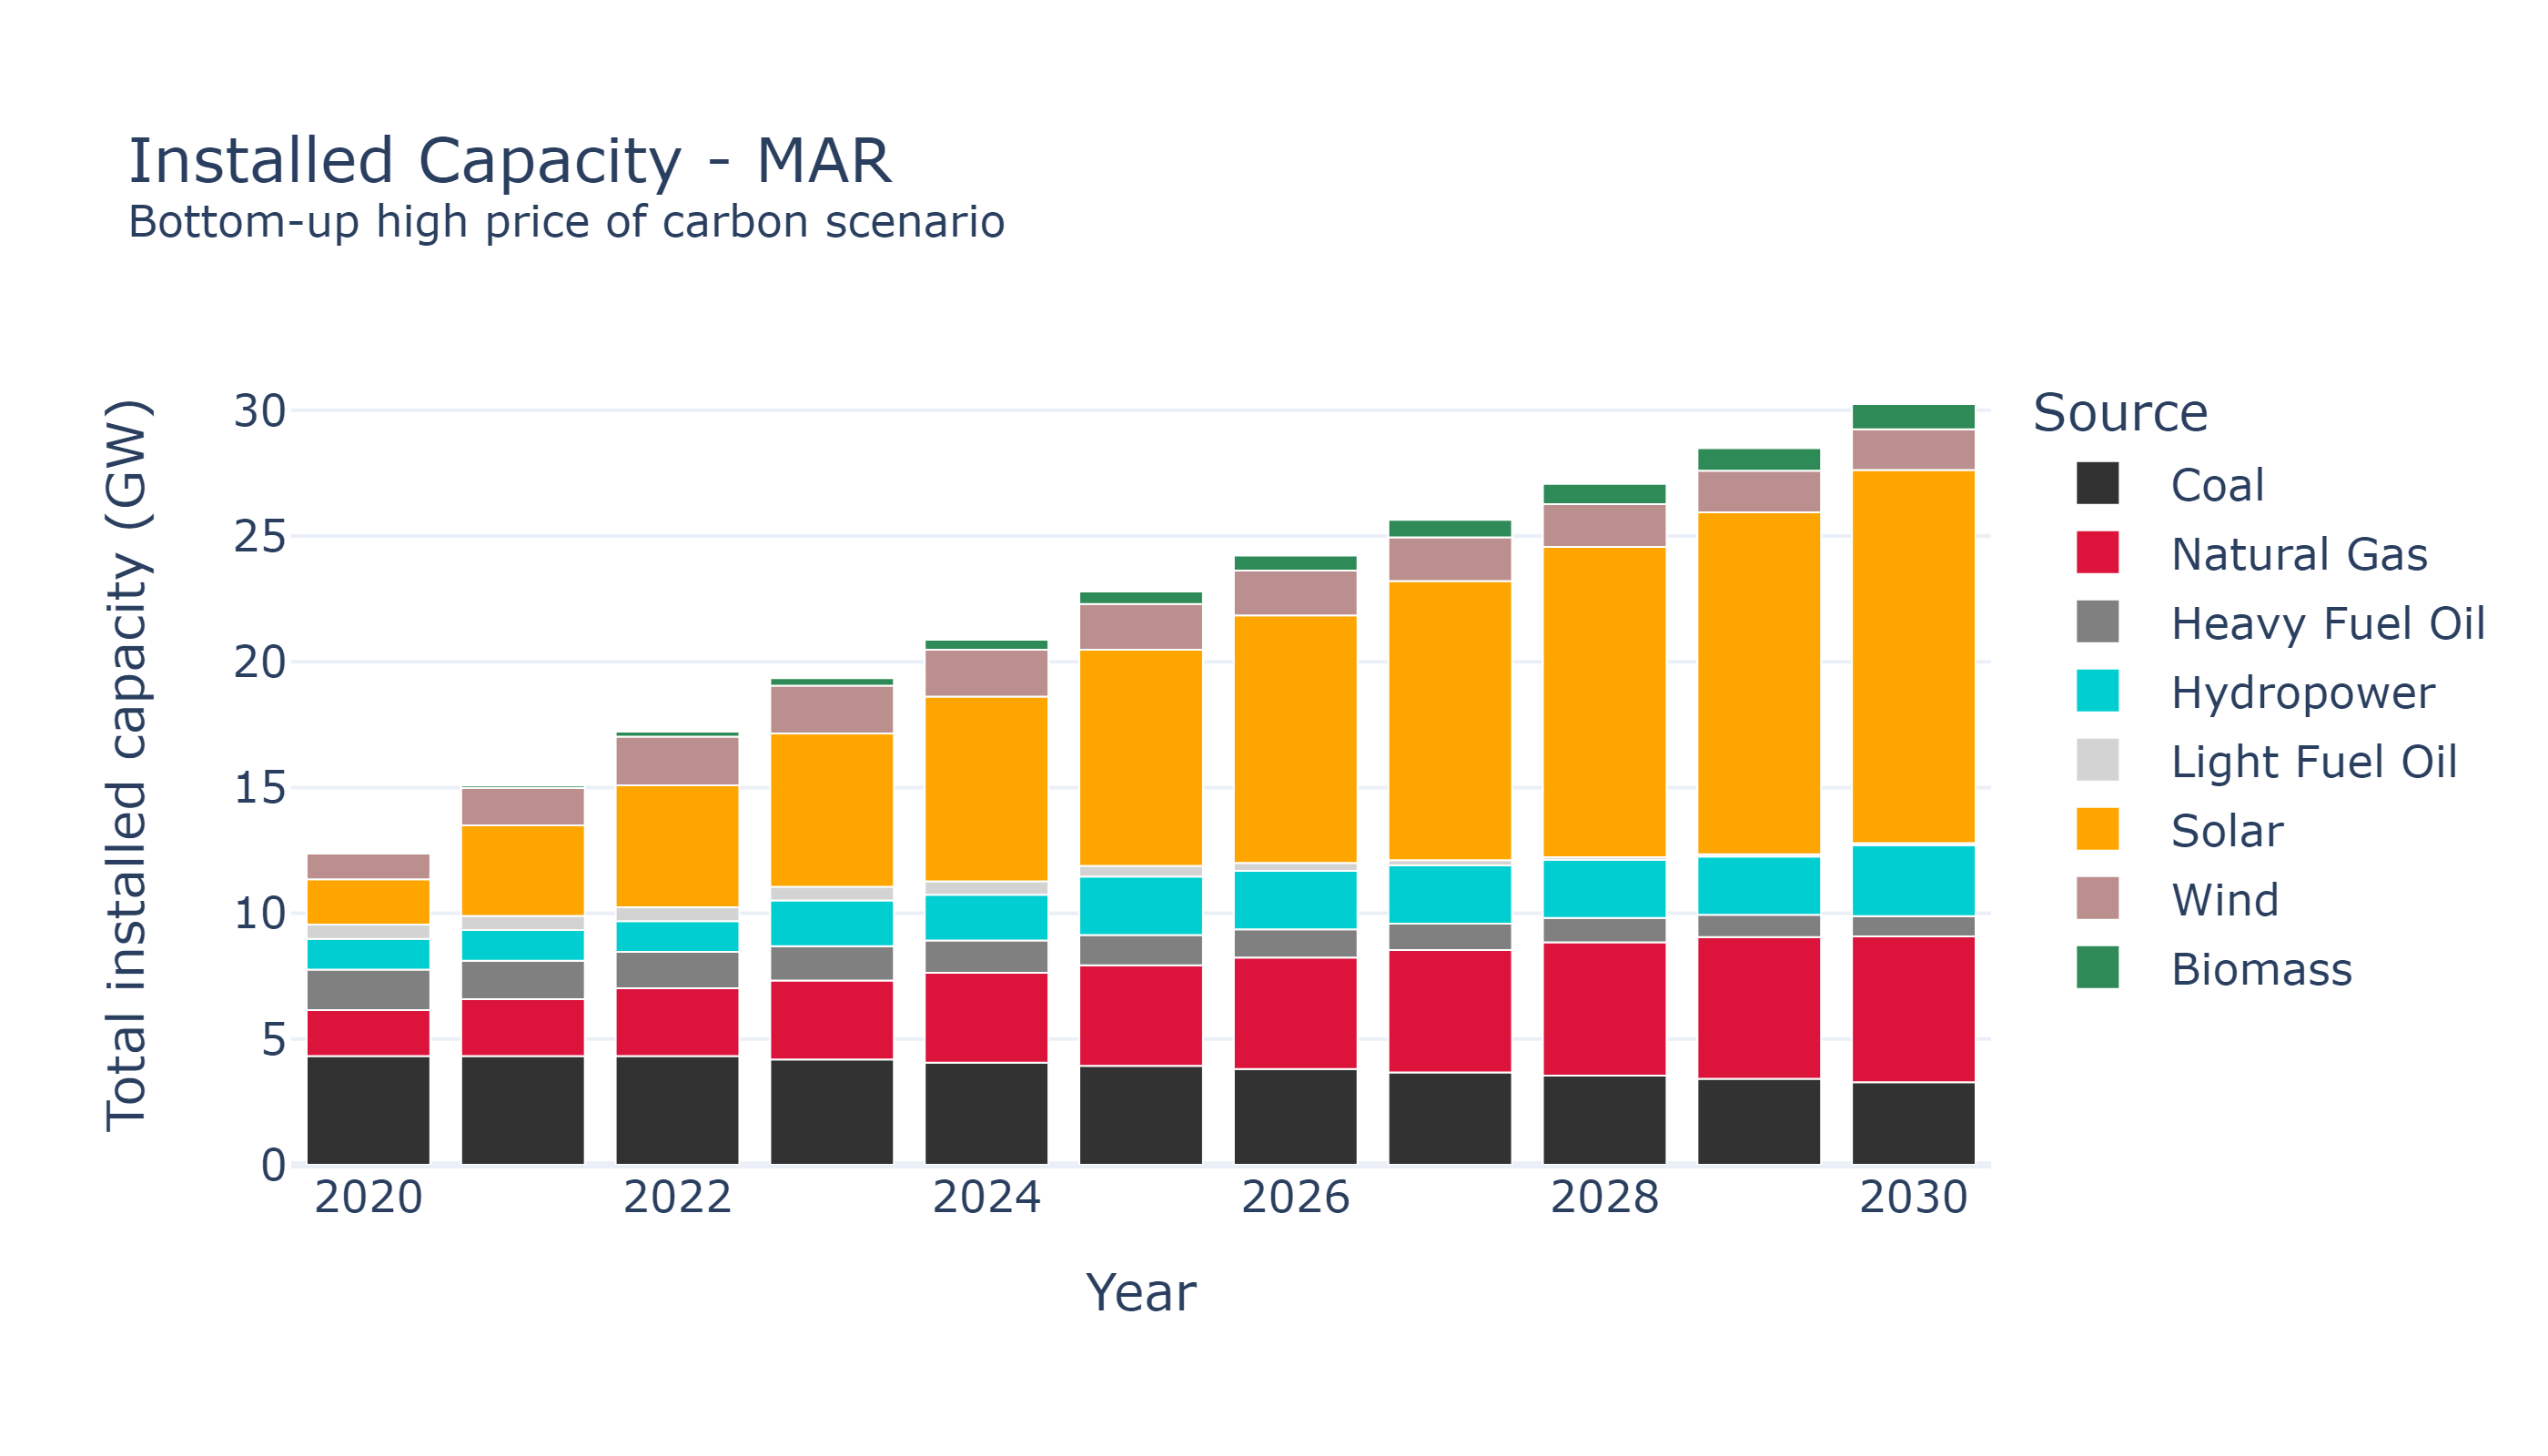 Installed Capacity - MAR
Bottom-up high price of carbon scenario
Total installed capacity (GW)
30
25
20
15
10
5
0
2020 2022 2024 2026 2028 2030
Year
Source
Coal
Natural Gas
Heavy Fuel Oil
Hydropower
Light Fuel Oil
Solar
Wind
Biomass